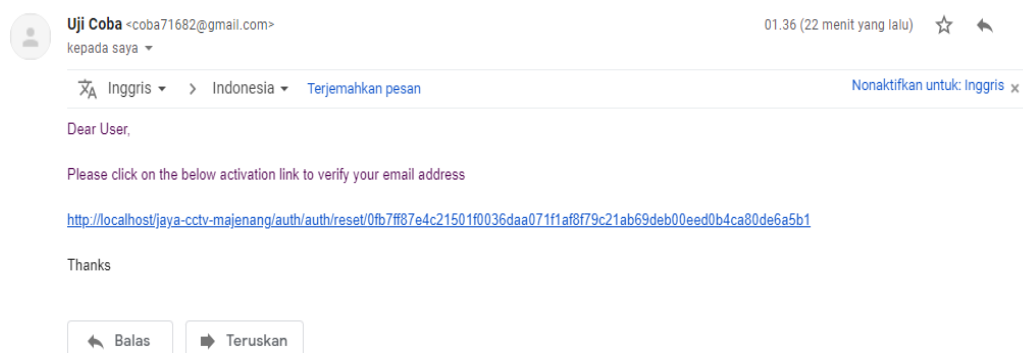 Uji Coba <coba71682@gmail.com> 01.36 (22 menit yang lalu)
kepada saya
Inggris > Indonesia Terjemahkan pesan Nonaktifkan untuk: Inggris x
Dear User,
Please click on the below activation link to verify your email address
http://localhost/jaya-cctv-majenang/auth/auth/reset/0fb7ff87e4c21501f0036daa071f1af8f79c21ab69deb00eed0b4ca80de6a5b1
Thanks
Balas Teruskan